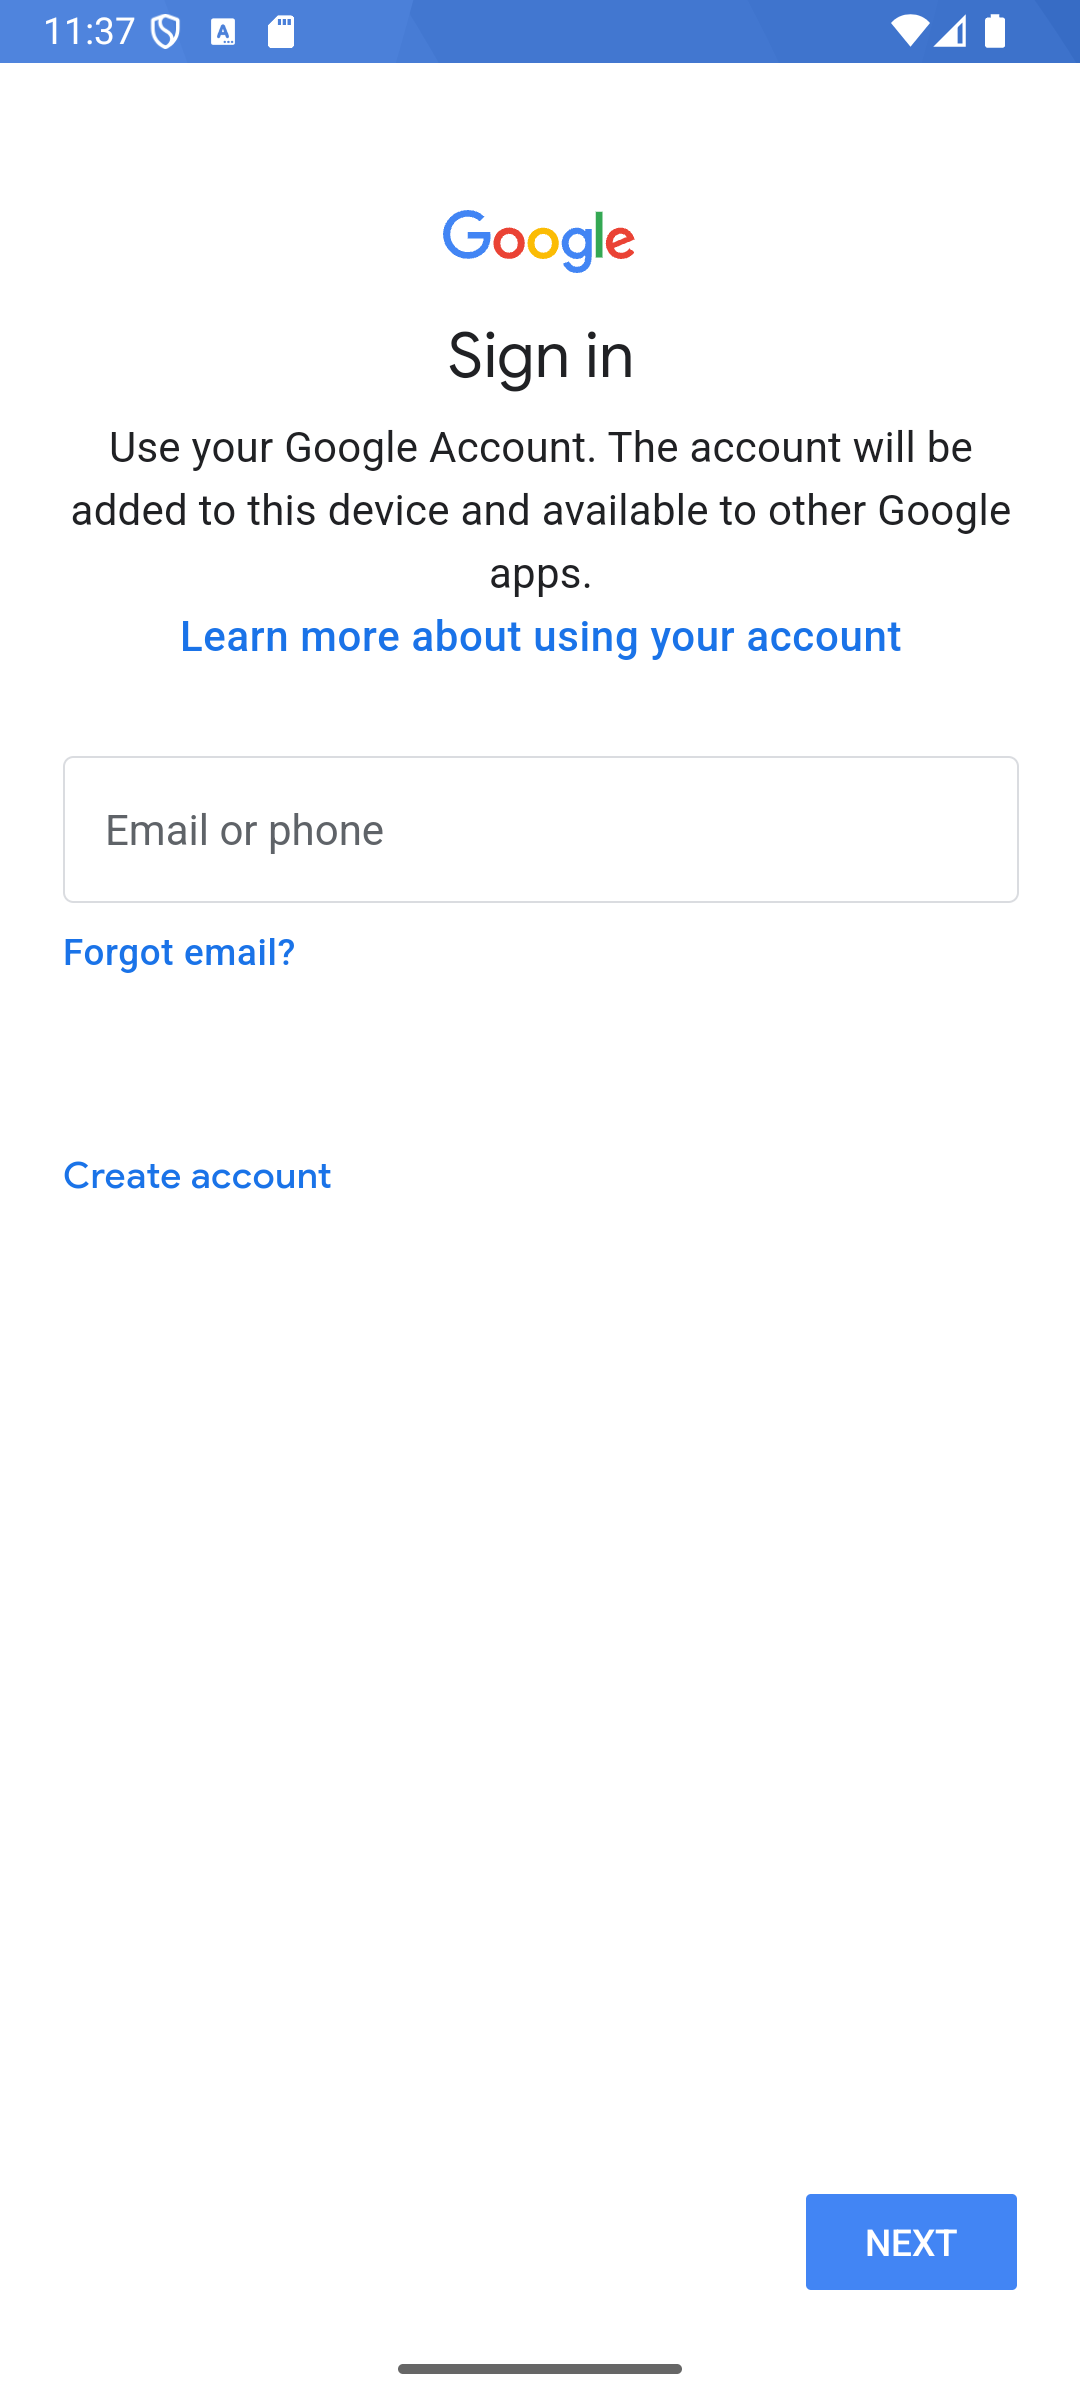 11:37
Google
Sign in
Use your Google Account. The account will be
added to this device and available to other Google
apps.
Learn more about using your account
Email or phone
Forgot email?
Create account
NEXT